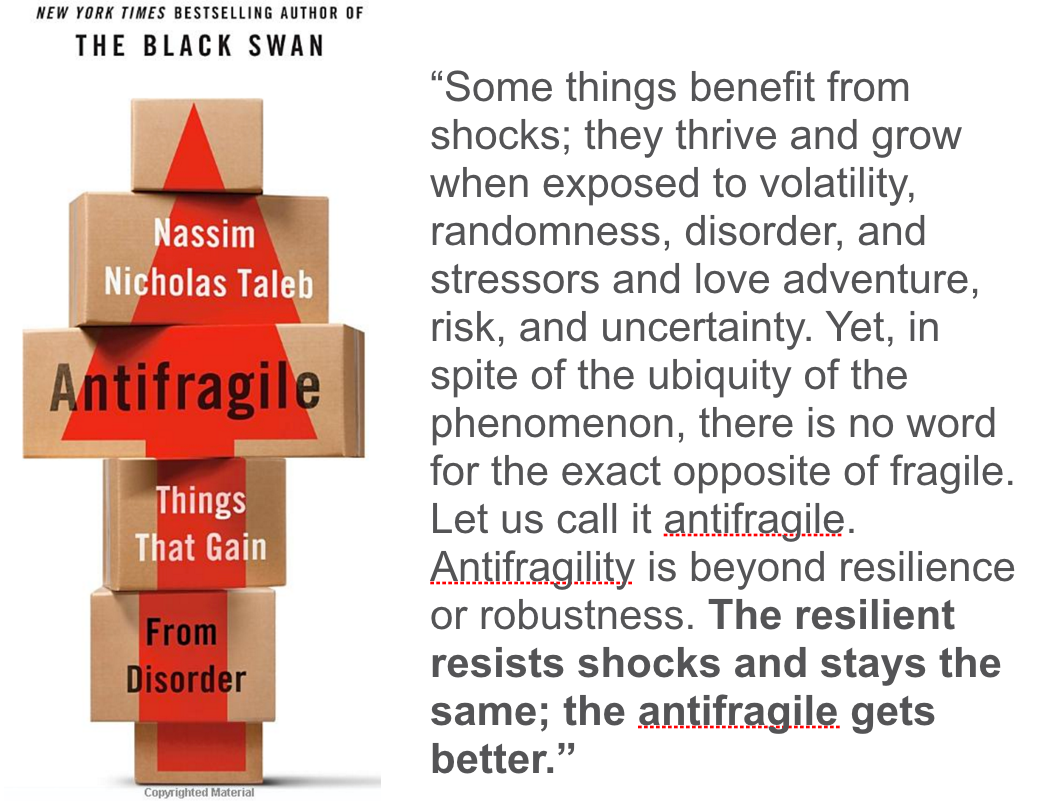 NEW YORK TIMES BESTSELLING AUTHOR OF
THE BLACK SWAN
Nassim
Nicholas Taleb
Antifragile
Things
That Gain
From
Disorder
Copyrighted Material
“Some things benefit from
shocks; they thrive and grow
when exposed to volatility,
randomness, disorder, and
stressors and love adventure,
risk, and uncertainty. Yet, in
spite of the ubiquity of the
phenomenon, there is no word
for the exact opposite of fragile.
Let us call it antifragile.
Antifragility is beyond resilience
or robustness. The resilient
resists shocks and stays the
same; the antifragile gets
better.”